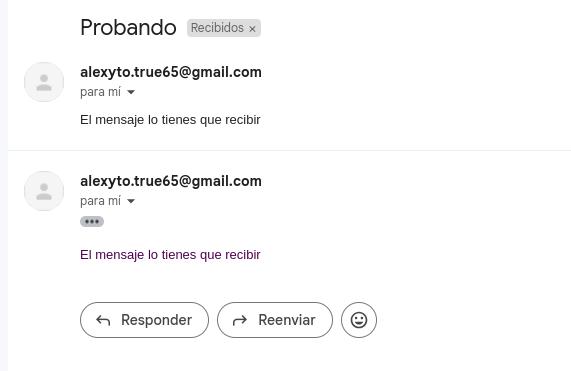 Probando Recibidos ×
alexyto.true65@gmail.com
para mí
El mensaje lo tienes que recibir
alexyto.true65@gmail.com
para mí
•••
El mensaje lo tienes que recibir
Responder Reenviar